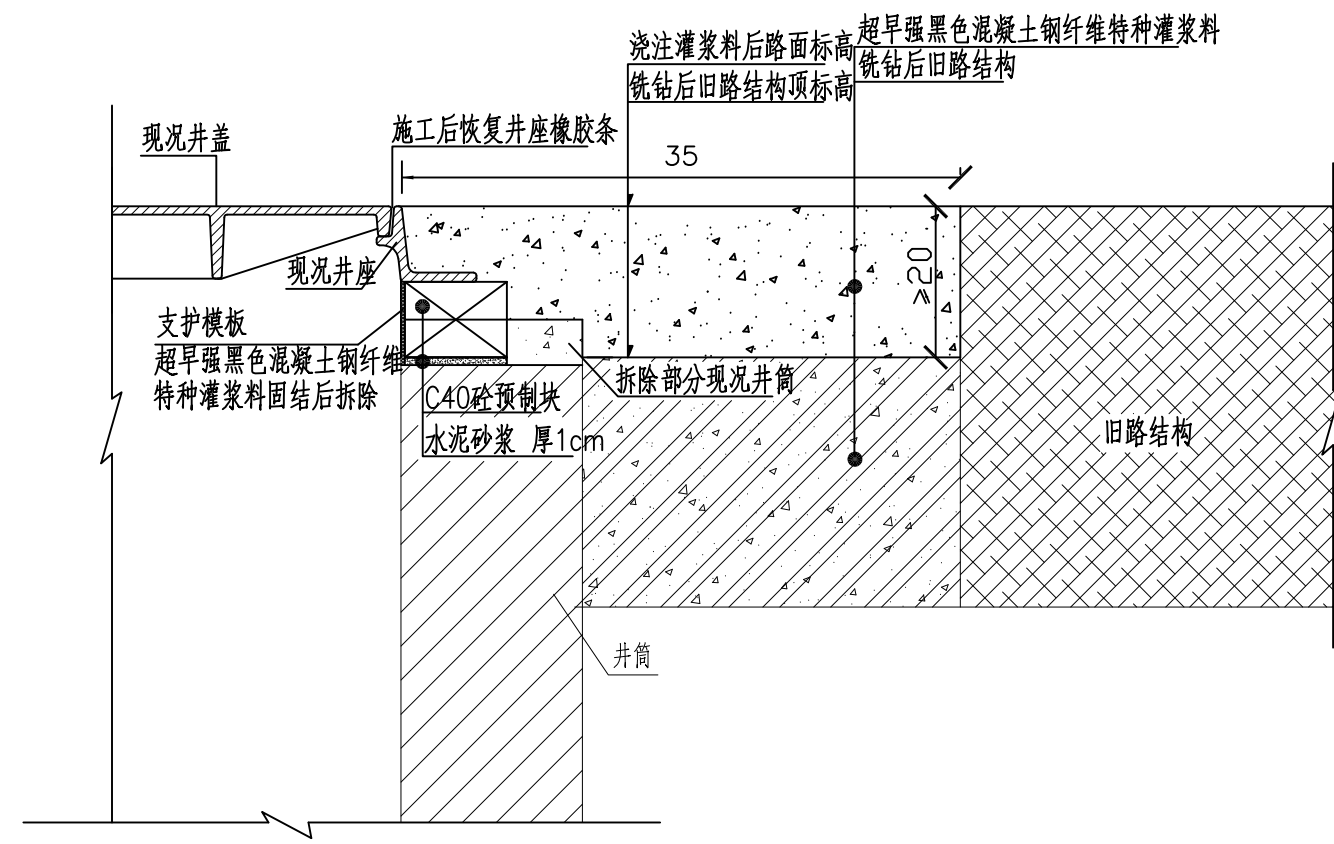 浇注灌浆料后路面标高
铣钻后旧路结构顶标高
超早强黑色混凝土钢纤维特种灌浆料
铣钻后旧路结构
现况井盖
施工后恢复井座橡胶条
35
现况井座
≥20
支护模板
超早强黑色混凝土钢纤维
特种灌浆料固结后拆除
拆除部分现况井筒
C40砼预制块
水泥砂浆 厚1cm
旧路结构
井筒